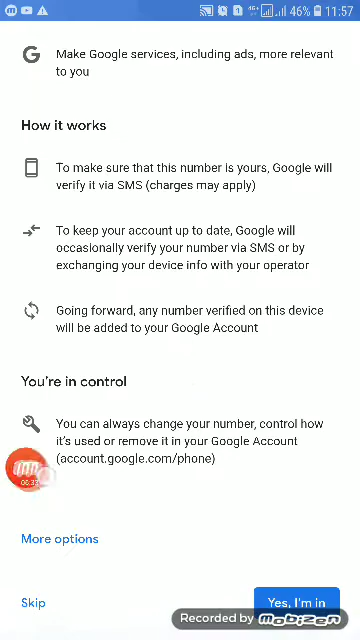 46% 11:57
Make Google services, including ads, more relevant
to you
How it works
To make sure that this number is yours, Google will
verify it via SMS (charges may apply)
To keep your account up to date, Google will
occasionally verify your number via SMS or by
exchanging your device info with your operator
Going forward, any number verified on this device
will be added to your Google Account
You're in control
You can always change your number, control how
it's used or remove it in your Google Account
(account.google.com/phone)
06:33
More options
Skip
Yes, I'm in
Recorded by mobizen